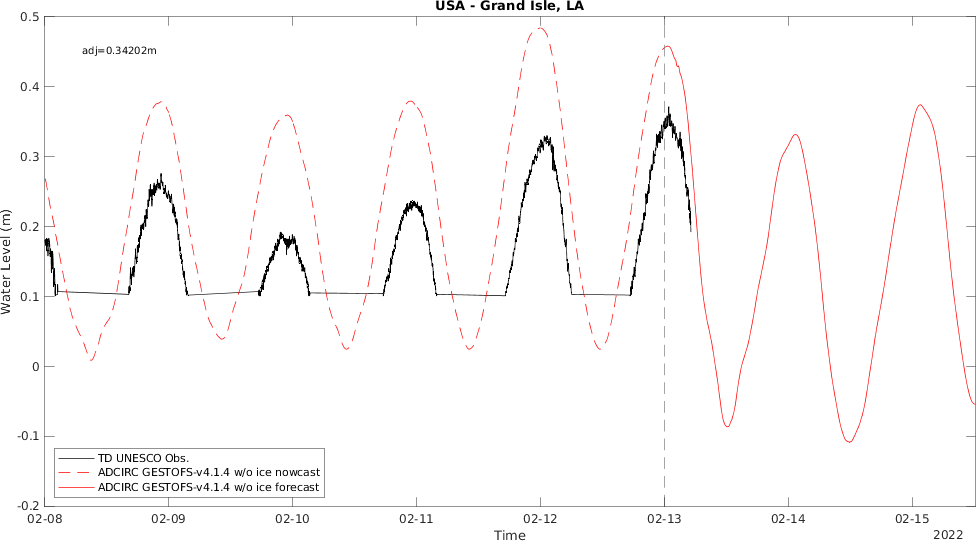 USA - Grand Isle, LA
adj=0.34202m
0.5
0.4
0.3
0.2
0.1
0
-0.1
-0.2
Water Level (m)
TD UNESCO Obs.
ADCIRC GESTOFS-v4.1.4 w/o ice nowcast
ADCIRC GESTOFS-v4.1.4 w/o ice forecast
02-08 02-09 02-10 02-11 02-12 02-13 02-14 02-15
Time
2022